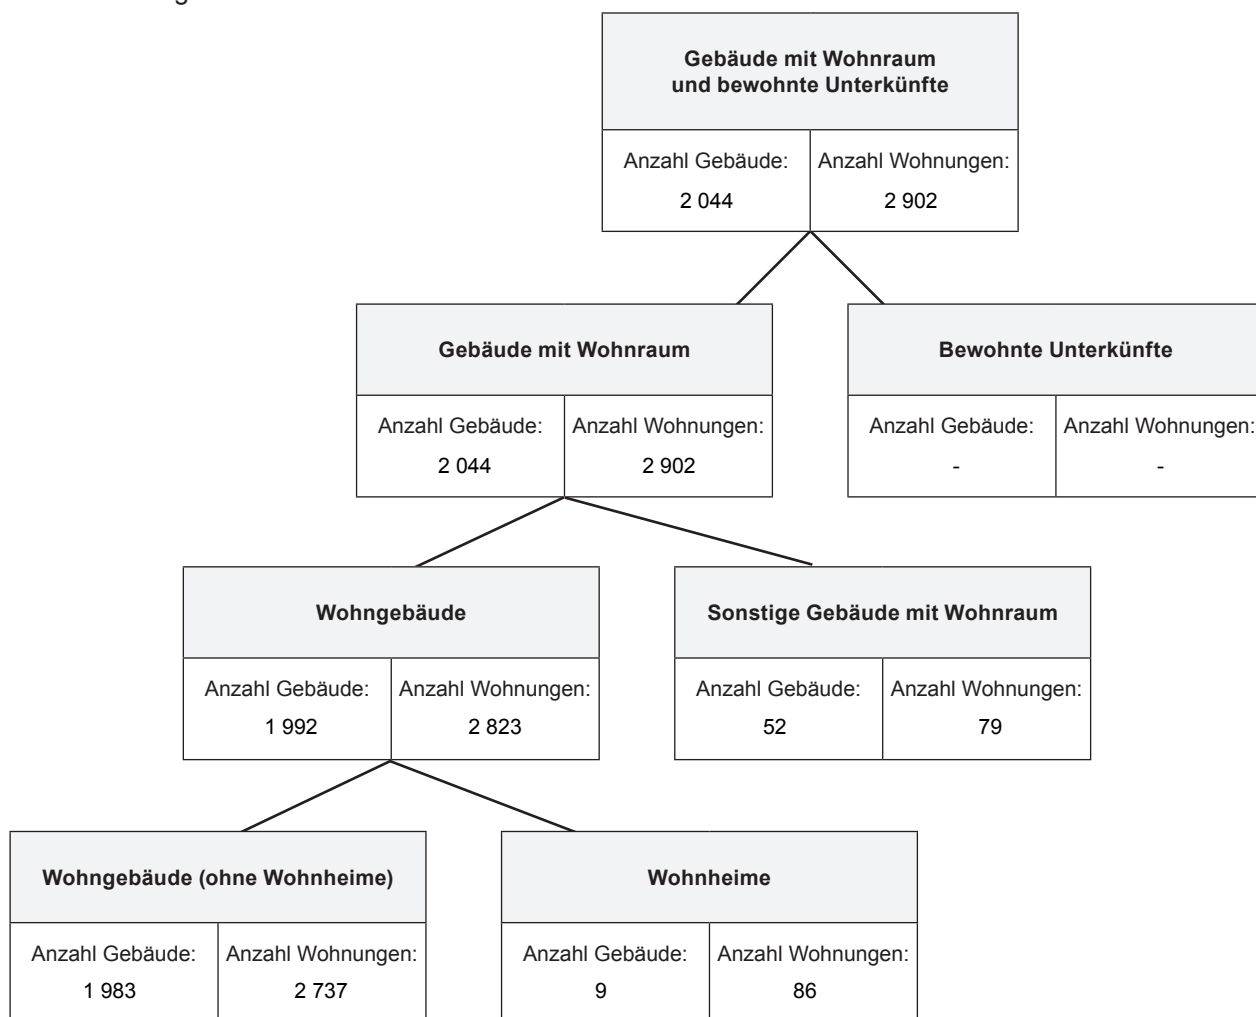 Gebäude mit Wohnraum
und bewohnte Unterkünfte
Anzahl Gebäude: Anzahl Wohnungen:
2 044 2 902
Gebäude mit Wohnraum Bewohnte Unterkünfte
Anzahl Gebäude: Anzahl Wohnungen: Anzahl Gebäude: Anzahl Wohnungen:
2 044 2 902 - -
Wohngebäude Sonstige Gebäude mit Wohnraum
Anzahl Gebäude: Anzahl Wohnungen: Anzahl Gebäude: Anzahl Wohnungen:
1 992 2 823 52 79
Wohngebäude (ohne Wohnheime) Wohnheime
Anzahl Gebäude: Anzahl Wohnungen: Anzahl Gebäude: Anzahl Wohnungen:
1 983 2 737 9 86